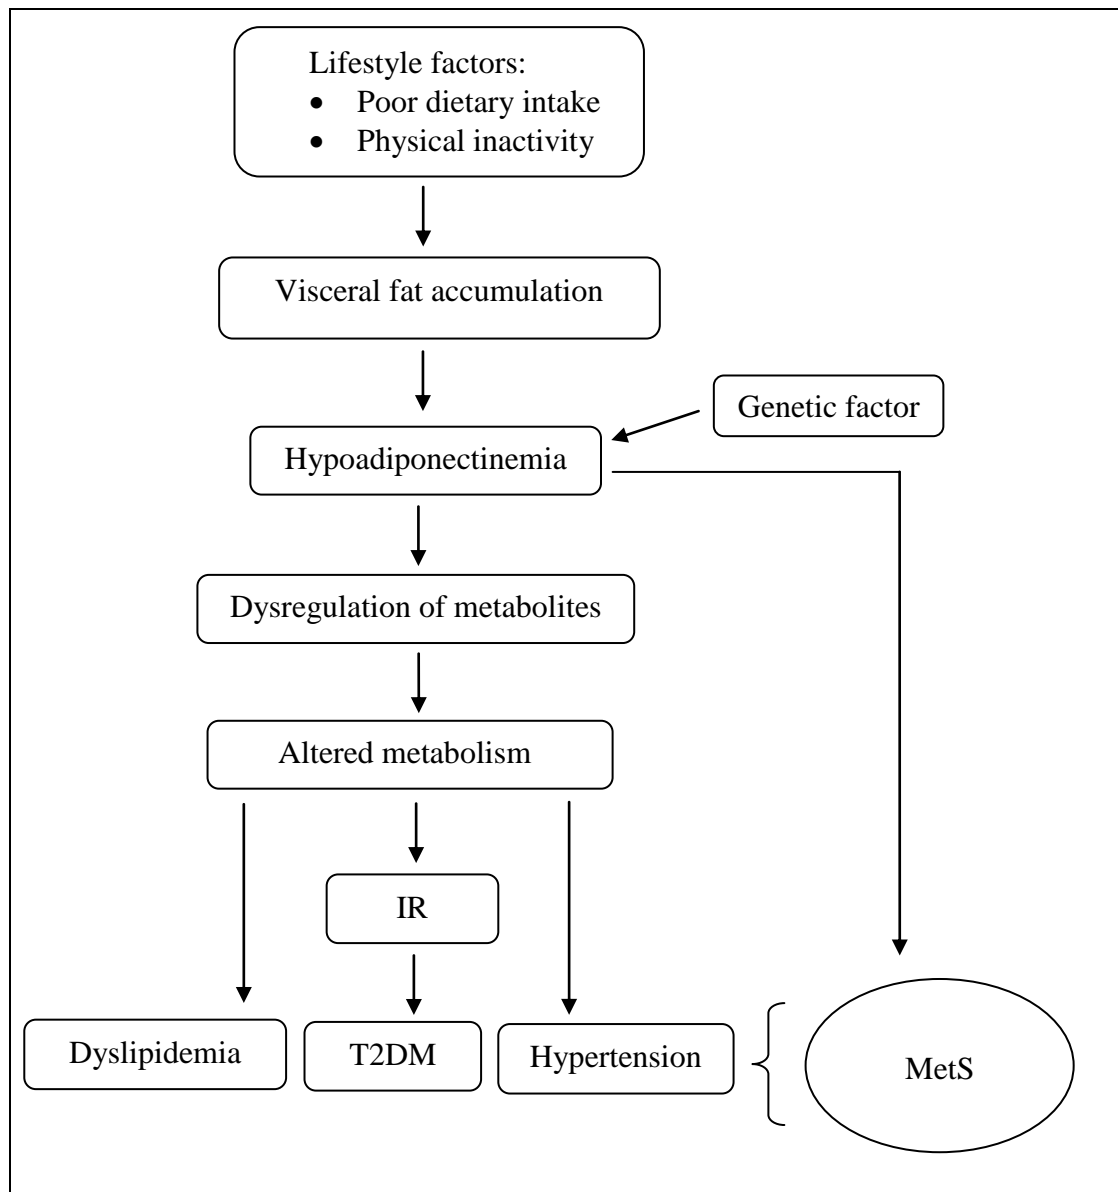 Lifestyle factors:
• Poor dietary intake
• Physical inactivity
Visceral fat accumulation
Genetic factor
Hypoadiponectinemia
Dysregulation of metabolites
Altered metabolism
IR
Dyslipidemia
T2DM
Hypertension
MetS